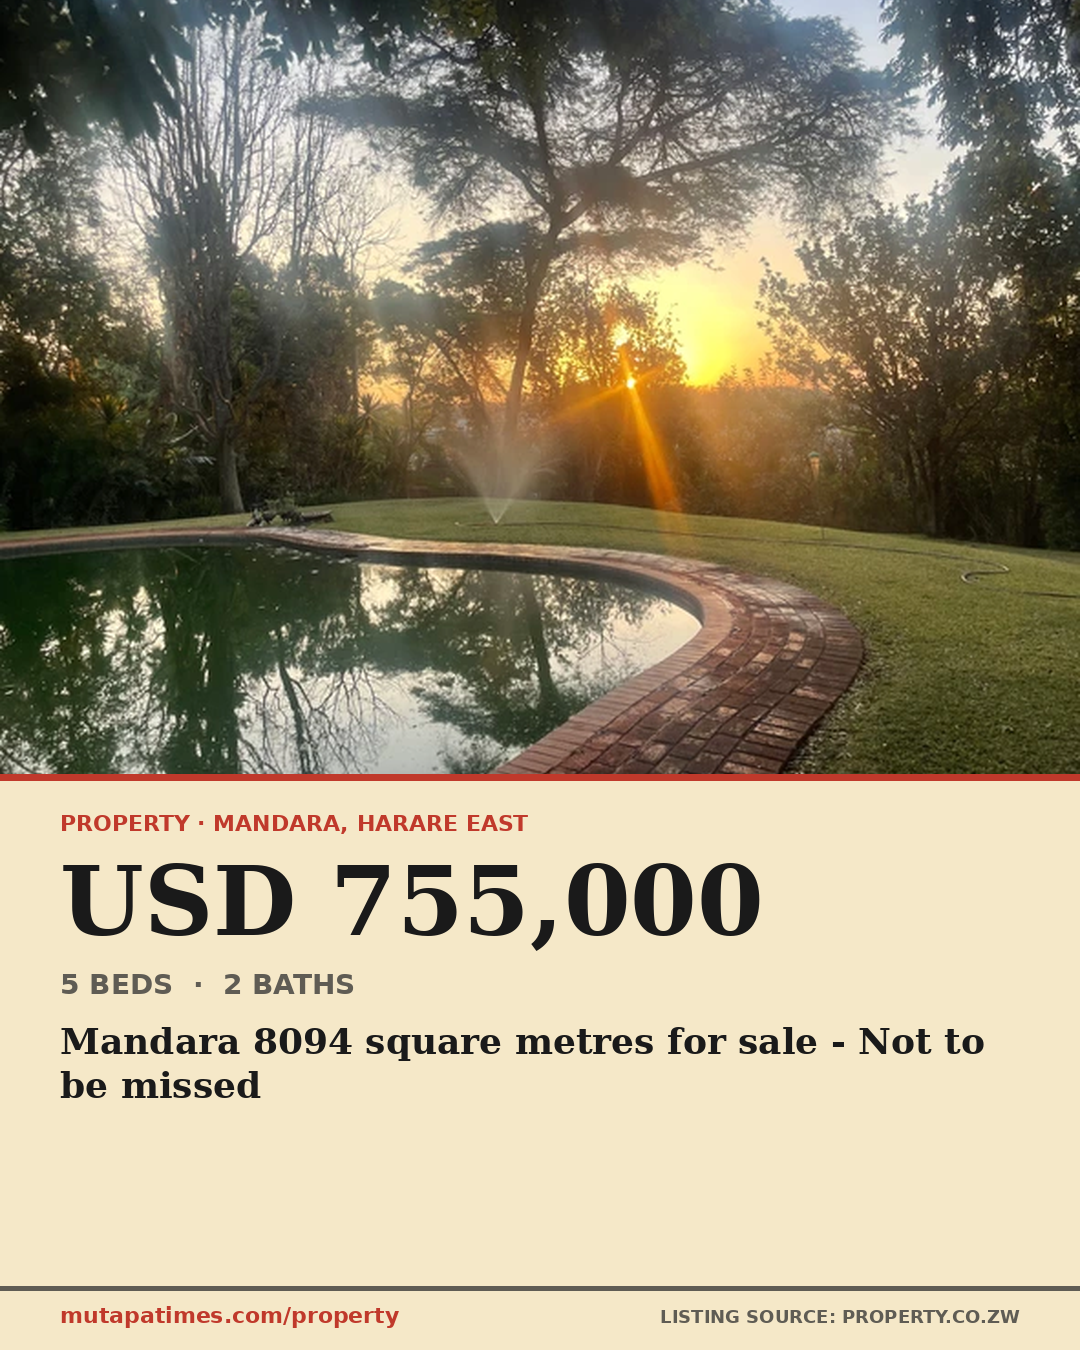 PROPERTY · MANDARA, HARARE EAST
USD 755,000
5 BEDS · 2 BATHS
Mandara 8094 square metres for sale - Not to
be missed
mutapatimes.com/property
LISTING SOURCE: PROPERTY.CO.ZW